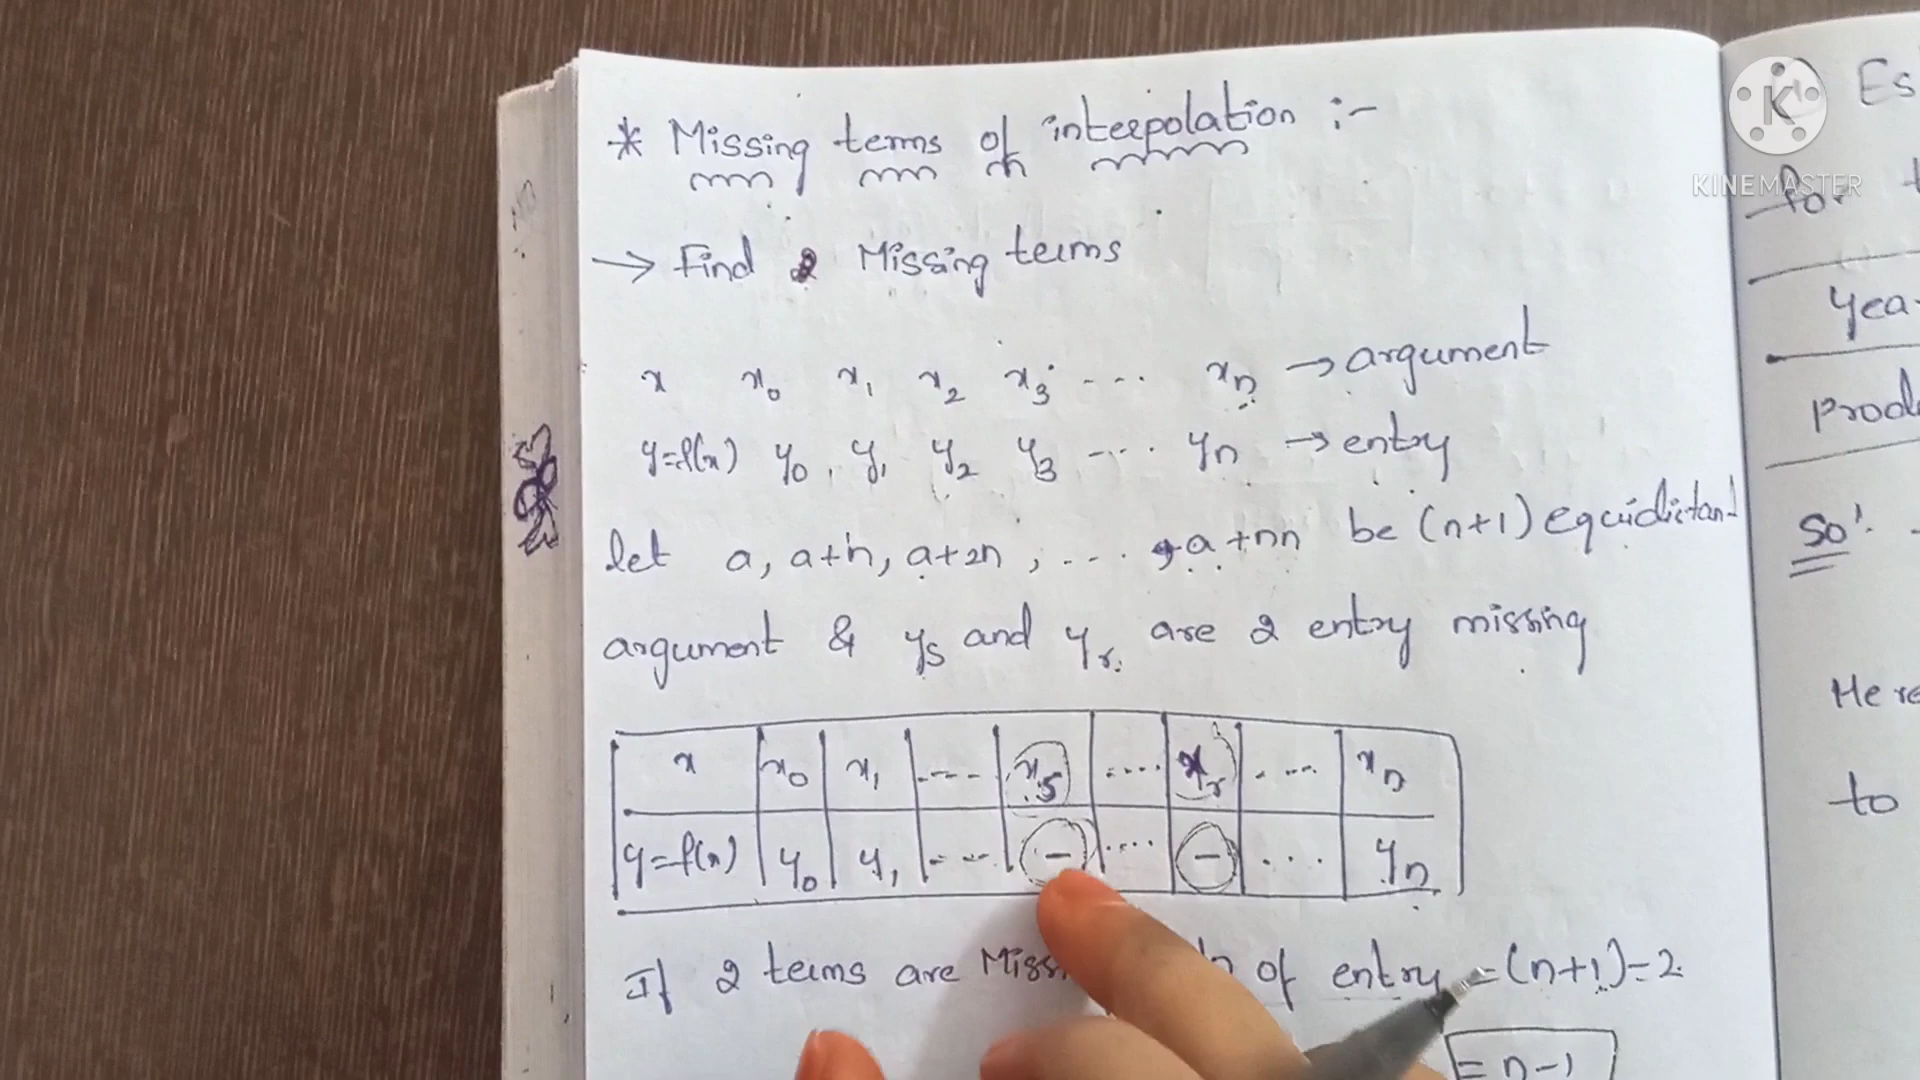 * Missing terms of interpolation :-
→ Find 2 Missing terms
x x₀ x₁ x₂ x₃ ---- xₙ → argument
y=f(x) y₀, y₁ y₂ y₃ ---- yₙ → entry
let a, a+h, a+2h, ---- a+nh be (n+1) equidistant
argument & yₛ and yᵣ are 2 entry missing
x x₀ x₁ ---- xₛ ---- xᵣ ---- xₙ
y=f(x) y₀ y₁ ---- – ---- – ---- yₙ
If 2 terms are of entry = (n+1)-2
= n-1
Es
for
yea
prod
So
Here
to
K
KINEMASTER